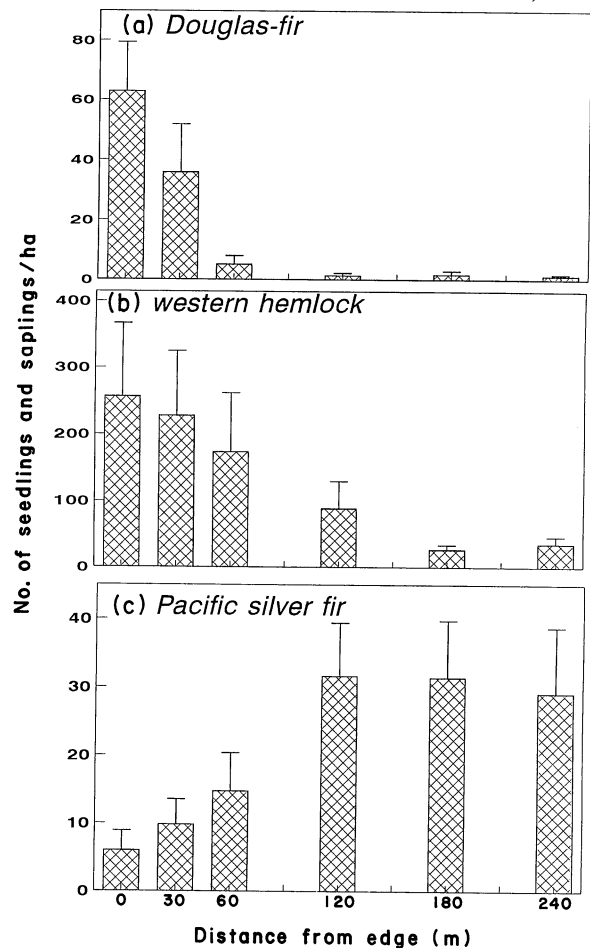 (a) Douglas-fir
80
60
40
20
0
(b) western hemlock
400
300
200
100
0
(c) Pacific silver fir
40
30
20
10
0
0 30 60 120 180 240
Distance from edge (m)
No. of seedlings and saplings/ha